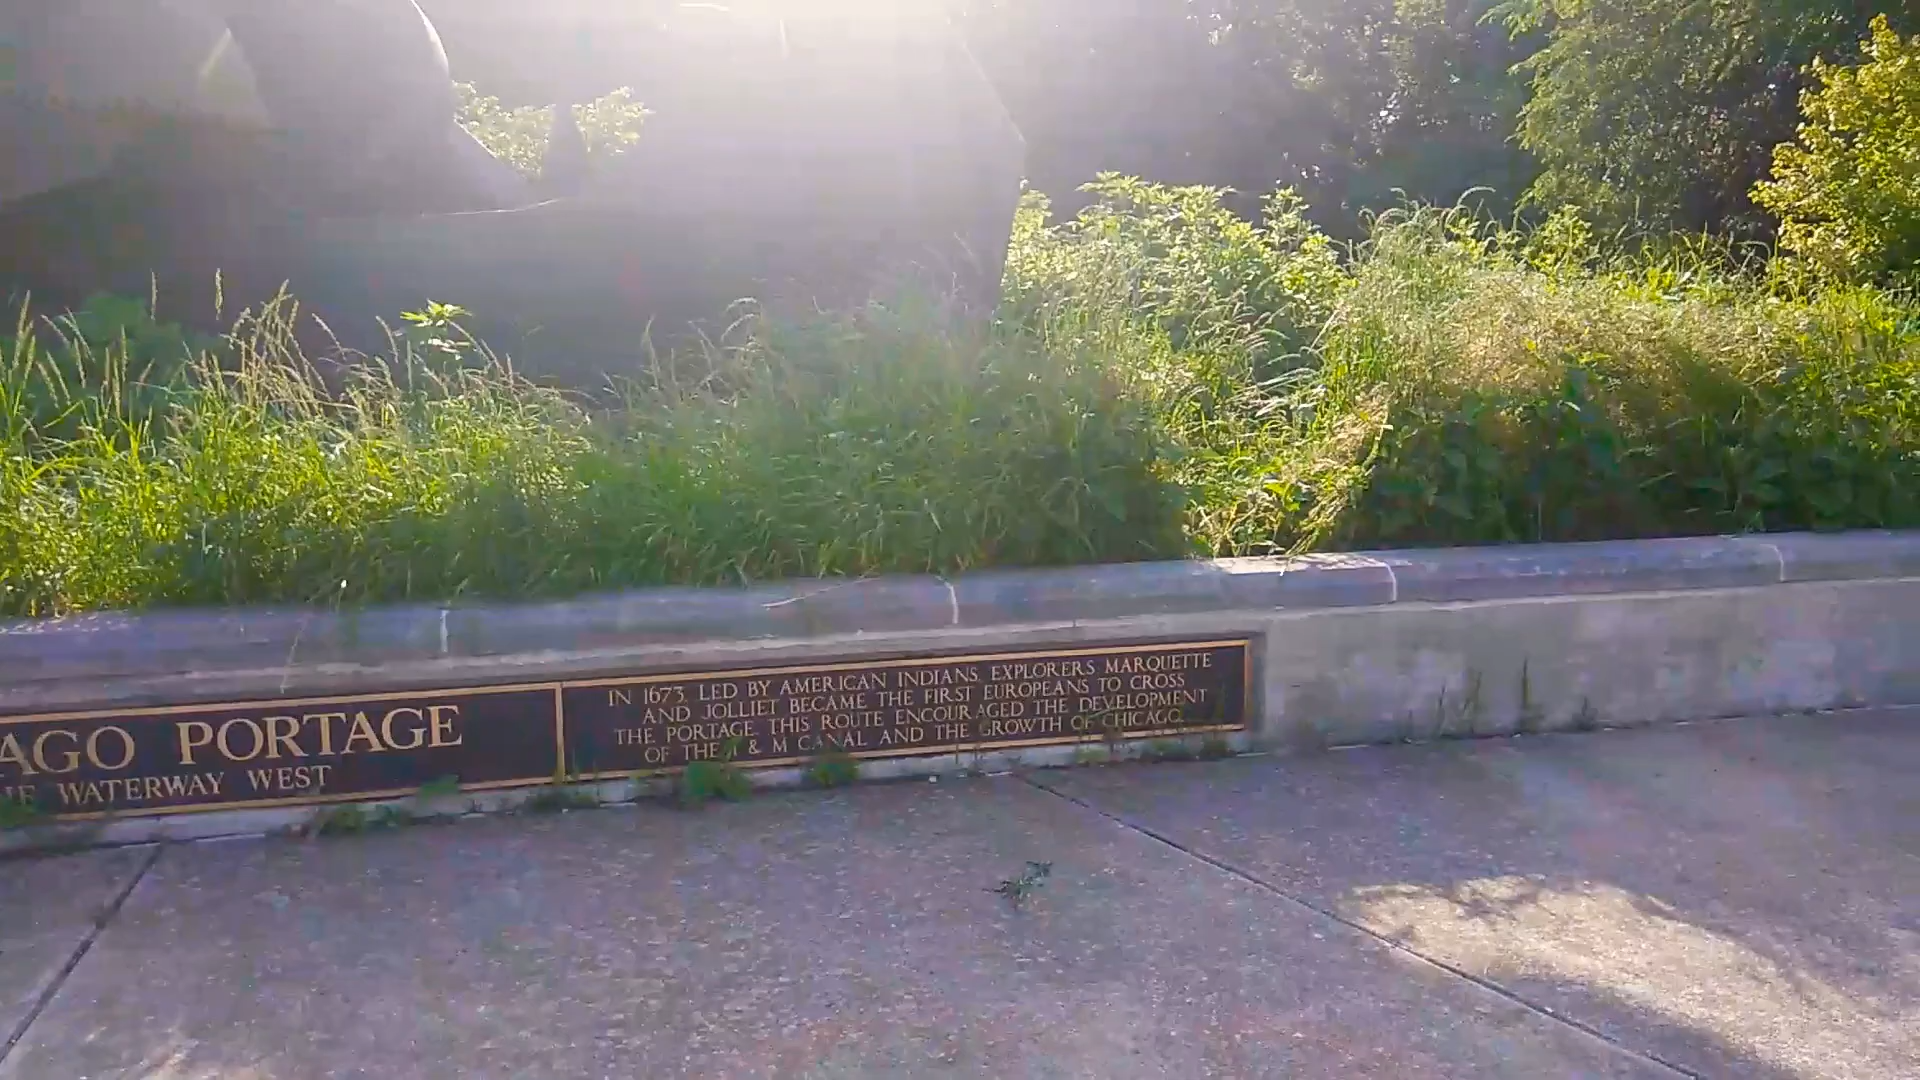 AGO PORTAGE
WATERWAY WEST
IN 1673, LED BY AMERICAN INDIANS, EXPLORERS MARQUETTE
AND JOLLIET BECAME THE FIRST EUROPEANS TO CROSS
THE PORTAGE. THIS ROUTE ENCOURAGED THE DEVELOPMENT
OF THE I & M CANAL AND THE GROWTH OF CHICAGO.